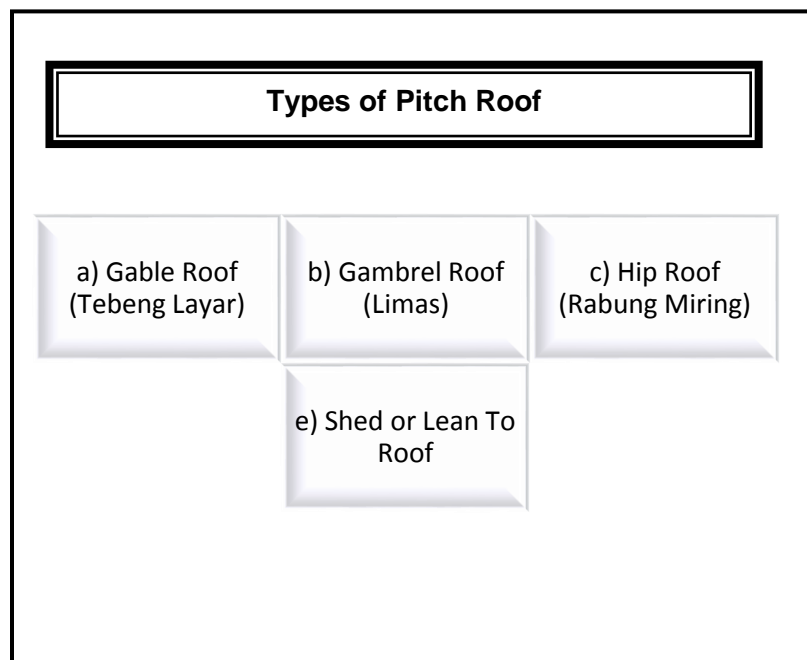 Types of Pitch Roof
a) Gable Roof
(Tebeng Layar)
b) Gambrel Roof
(Limas)
c) Hip Roof
(Rabung Miring)
e) Shed or Lean To
Roof